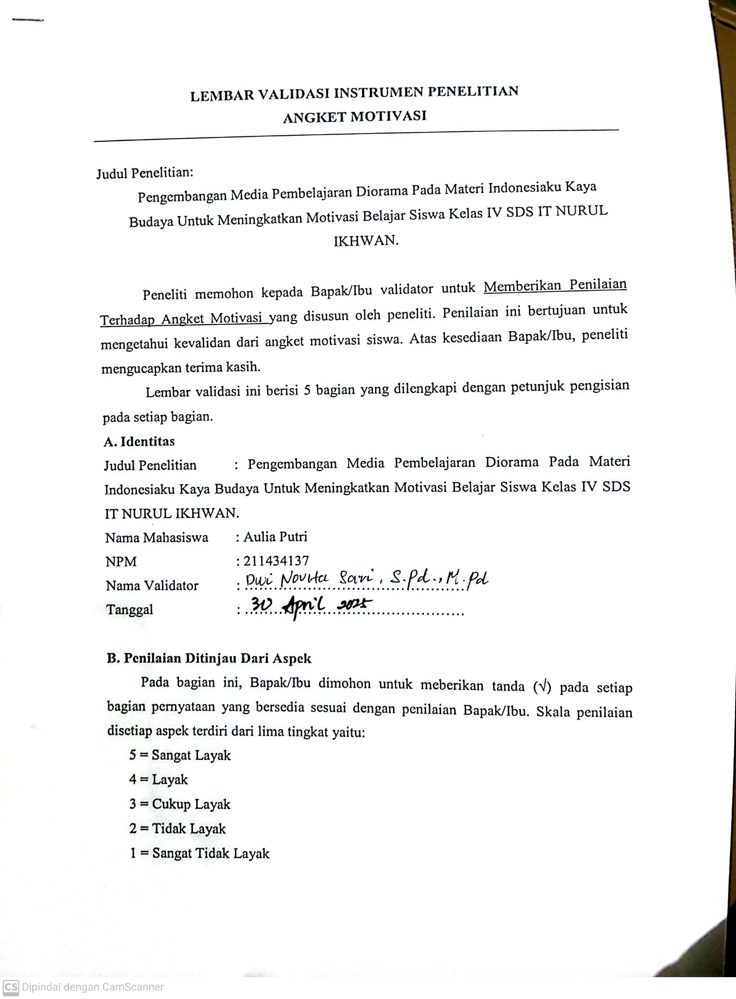 LEMBAR VALIDASI INSTRUMEN PENELITIAN
ANGKET MOTIVASI
Judul Penelitian:
Pengembangan Media Pembelajaran Diorama Pada Materi Indonesiaku Kaya
Budaya Untuk Meningkatkan Motivasi Belajar Siswa Kelas IV SDS IT NURUL
IKHWAN.
Peneliti memohon kepada Bapak/Ibu validator untuk Memberikan Penilaian
Terhadap Angket Motivasi yang disusun oleh peneliti. Penilaian ini bertujuan untuk
mengetahui kevalidan dari angket motivasi siswa. Atas kesediaan Bapak/Ibu, peneliti
mengucapkan terima kasih.
Lembar validasi ini berisi 5 bagian yang dilengkapi dengan petunjuk pengisian
pada setiap bagian.
A. Identitas
Judul Penelitian : Pengembangan Media Pembelajaran Diorama Pada Materi
Indonesiaku Kaya Budaya Untuk Meningkatkan Motivasi Belajar Siswa Kelas IV SDS
IT NURUL IKHWAN.
Nama Mahasiswa : Aulia Putri
NPM : 211434137
Nama Validator : Dwi Novita Sari, S.Pd., M.Pd
Tanggal : 30 April 2025
B. Penilaian Ditinjau Dari Aspek
Pada bagian ini, Bapak/Ibu dimohon untuk meberikan tanda (√) pada setiap
bagian pernyataan yang bersedia sesuai dengan penilaian Bapak/Ibu. Skala penilaian
disetiap aspek terdiri dari lima tingkat yaitu:
5 = Sangat Layak
4 = Layak
3 = Cukup Layak
2 = Tidak Layak
1 = Sangat Tidak Layak
CS Dipindai dengan CamScanner